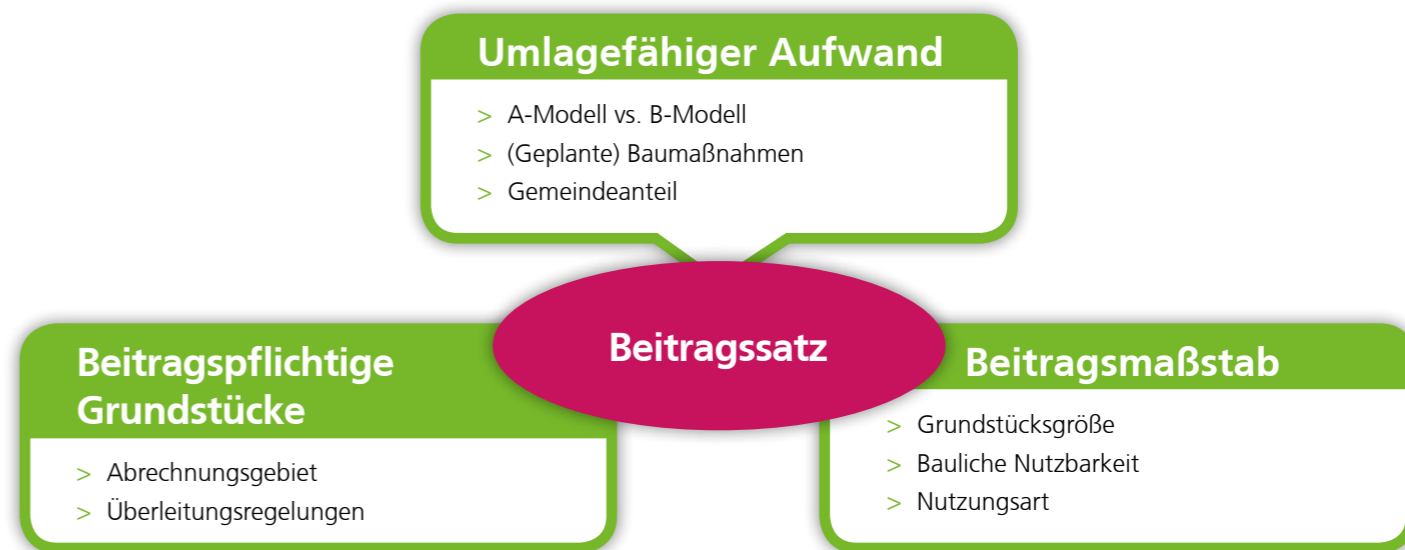 Umlagefähiger Aufwand
> A-Modell vs. B-Modell
> (Geplante) Baumaßnahmen
> Gemeindeanteil
Beitragssatz
Beitragspflichtige
Grundstücke
> Abrechnungsgebiet
> Überleitungsregelungen
Beitragsmaßstab
> Grundstücksgröße
> Bauliche Nutzbarkeit
> Nutzungsart